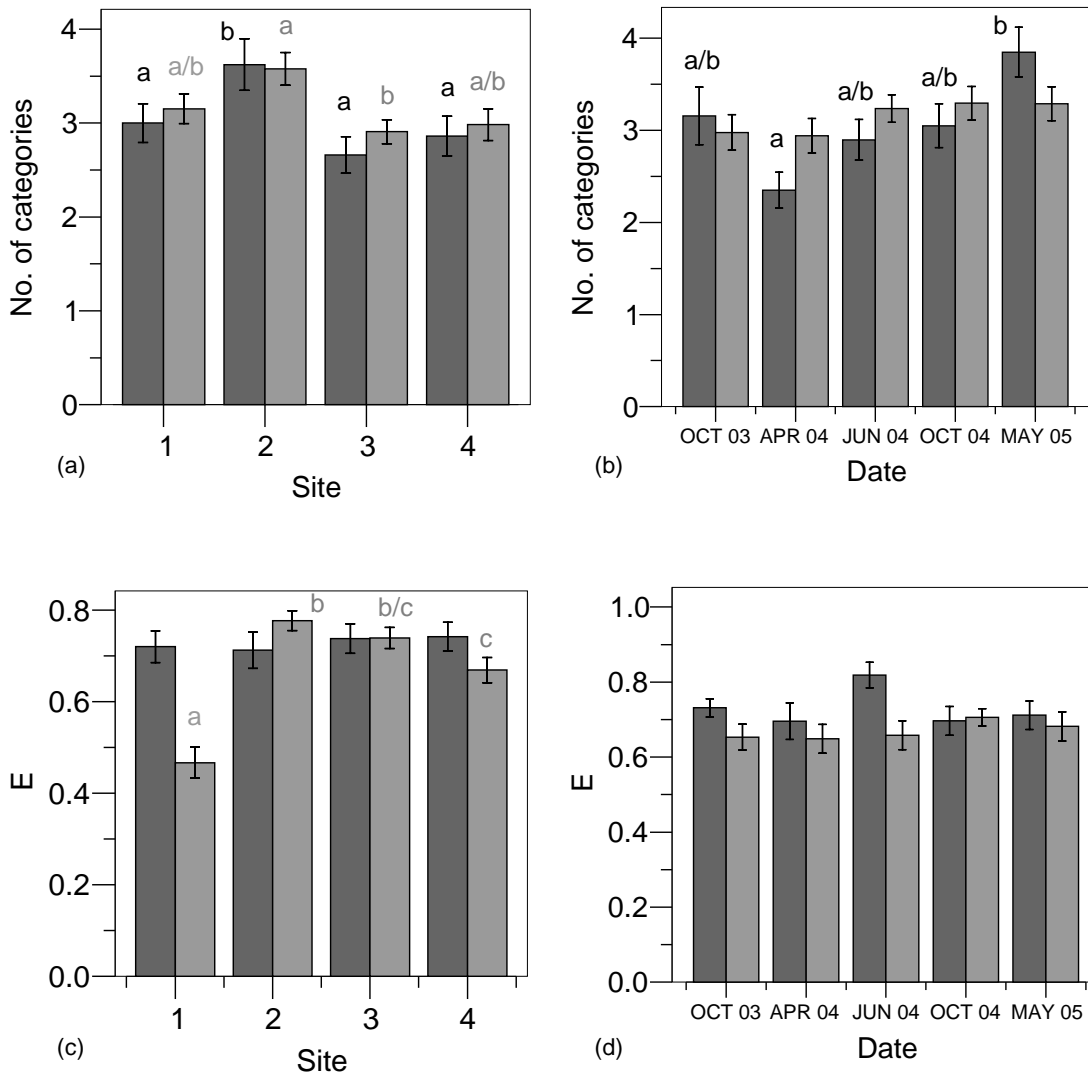 No. of categories
4
3
2
1
0
a
a/b
b
a
a
b
a
a/b
1
2
3
4
Site
(a)
No. of categories
4
3
2
1
0
a/b
a
a/b
a/b
b
OCT 03
APR 04
JUN 04
OCT 04
MAY 05
Date
(b)
E
0.8
0.6
0.4
0.2
0.0
a
b
b/c
c
1
2
3
4
Site
(c)
E
1.0
0.8
0.6
0.4
0.2
0.0
OCT 03
APR 04
JUN 04
OCT 04
MAY 05
Date
(d)